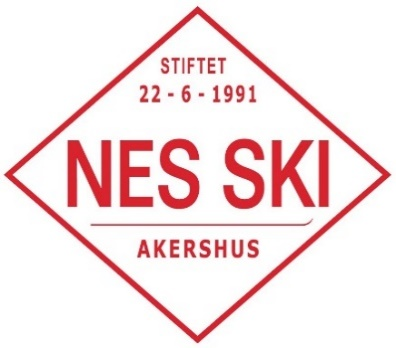 STIFTET
22 - 6 - 1991
NES SKI
AKERSHUS